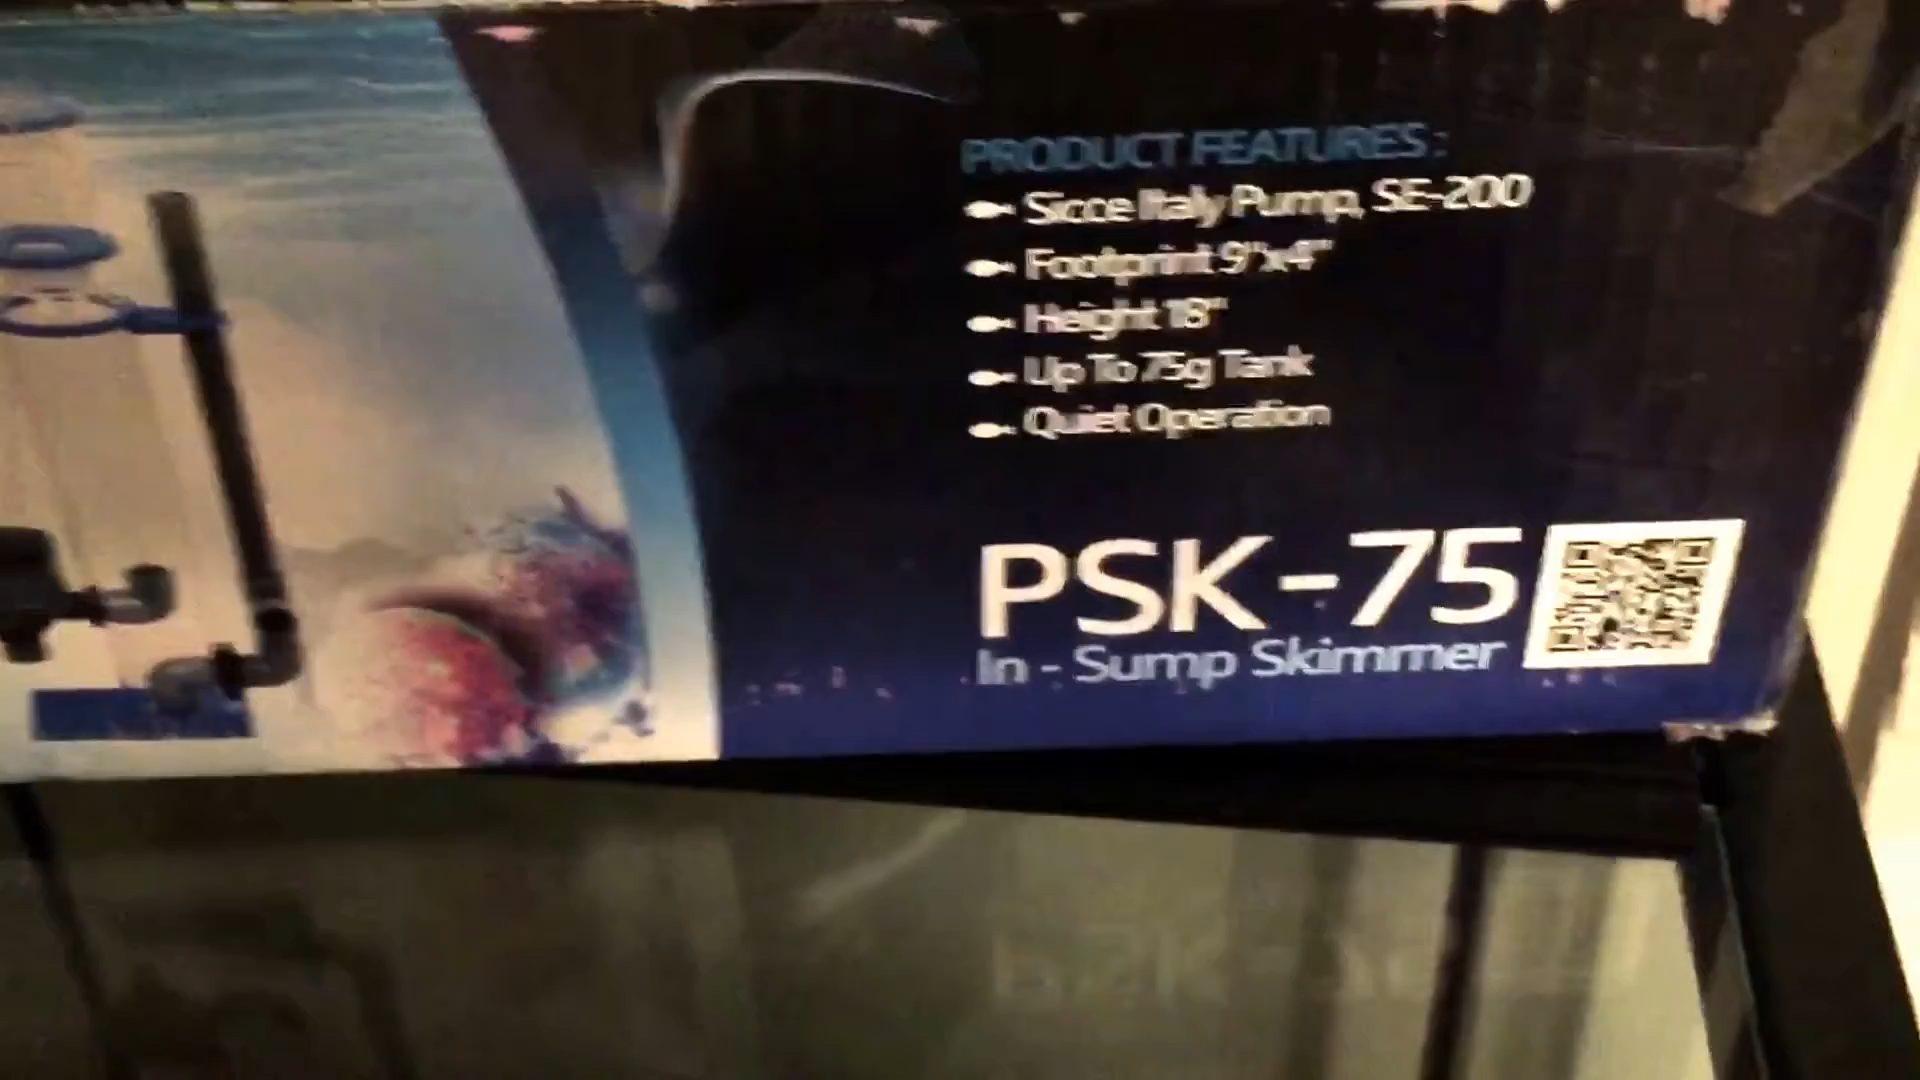 PRODUCT FEATURES:
Sicce Italy Pump, SE-200
Footprint 9"x4"
Height 18"
Up To 75g Tank
Quiet Operation
PSK-75
In - Sump Skimmer